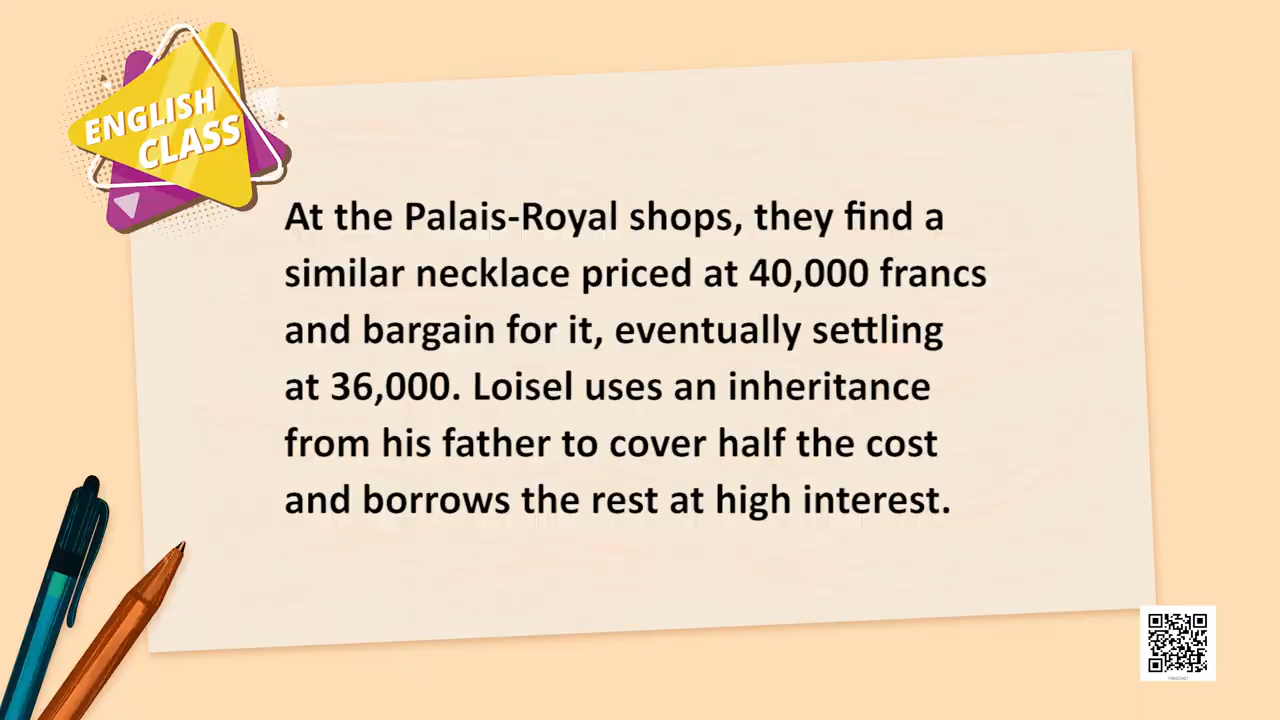 ENGLISH
CLASS
At the Palais-Royal shops, they find a
similar necklace priced at 40,000 francs
and bargain for it, eventually settling
at 36,000. Loisel uses an inheritance
from his father to cover half the cost
and borrows the rest at high interest.